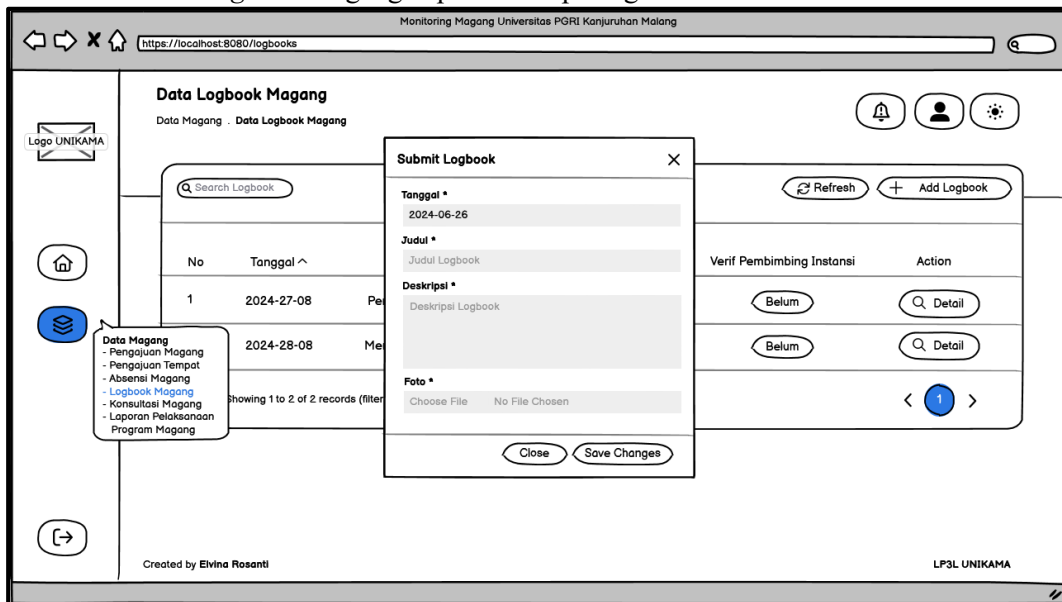 Monitoring Magang Universitas PGRI Kanjuruhan Malang
https://localhost:8080/logbooks
Data Logbook Magang
Data Magang . Data Logbook Magang
Logo UNIKAMA
Search Logbook
Refresh
Add Logbook
No Tanggal Verif Pembimbing Instansi Action
1 2024-27-08 Belum Detail
2024-28-08 Belum Detail
Showing 1 to 2 of 2 records
1
Data Magang
- Pengajuan Magang
- Pengajuan Tempat
- Absensi Magang
- Logbook Magang
- Konsultasi Magang
- Laporan Pelaksanaan
Program Magang
Submit Logbook
Tanggal *
2024-06-26
Judul *
Judul Logbook
Deskripsi *
Deskripsi Logbook
Foto *
Choose File No File Chosen
Close Save Changes
Created by Elvina Rosanti
LP3L UNIKAMA